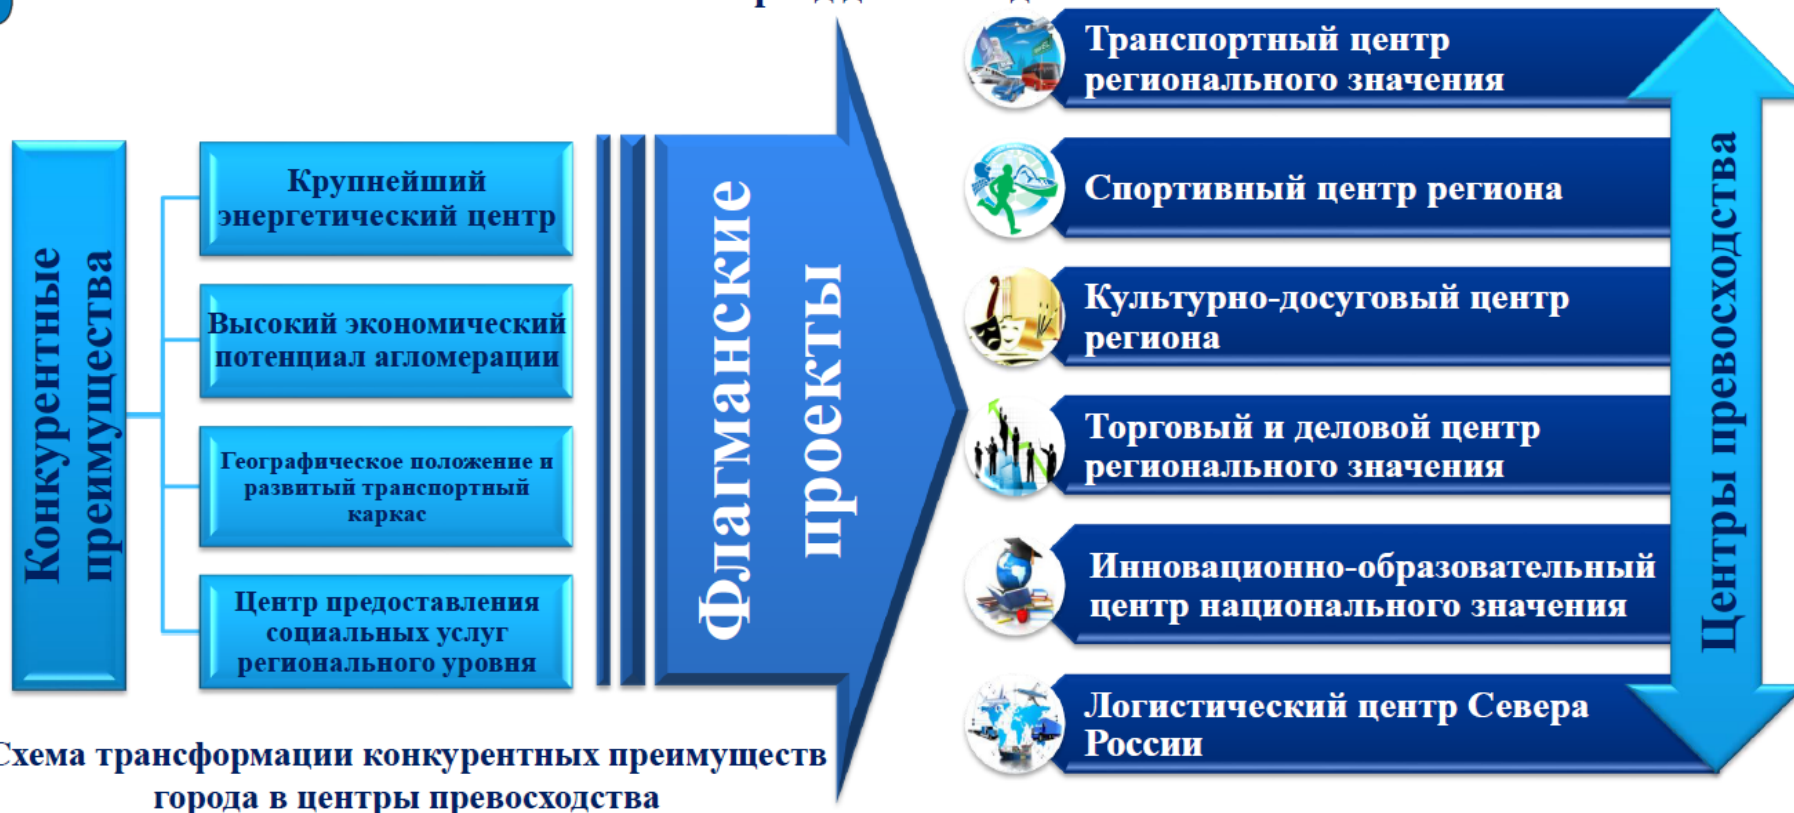 Конкурентные
преимущества
Крупнейший
энергетический центр
Высокий экономический
потенциал агломерации
Географическое положение и
развитый транспортный
каркас
Центр предоставления
социальных услуг
регионального уровня
Схема трансформации конкурентных преимуществ
города в центры превосходства
Флагманские
проекты
Транспортный центр
регионального значения
Спортивный центр региона
Культурно-досуговый центр
региона
Торговый и деловой центр
регионального значения
Инновационно-образовательный
центр национального значения
Логистический центр Севера
России
Центры превосходства